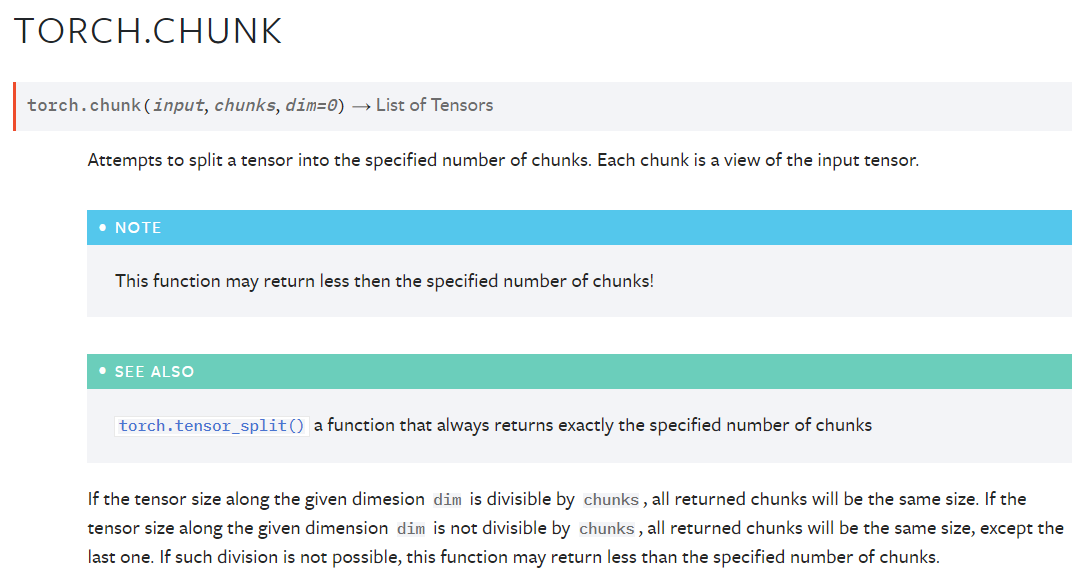 TORCH.CHUNK
torch.chunk(input, chunks, dim=0) → List of Tensors
Attempts to split a tensor into the specified number of chunks. Each chunk is a view of the input tensor.
• NOTE
This function may return less then the specified number of chunks!
• SEE ALSO
torch.tensor_split() a function that always returns exactly the specified number of chunks
If the tensor size along the given dimesion dim is divisible by chunks, all returned chunks will be the same size. If the
tensor size along the given dimension dim is not divisible by chunks, all returned chunks will be the same size, except the
last one. If such division is not possible, this function may return less than the specified number of chunks.